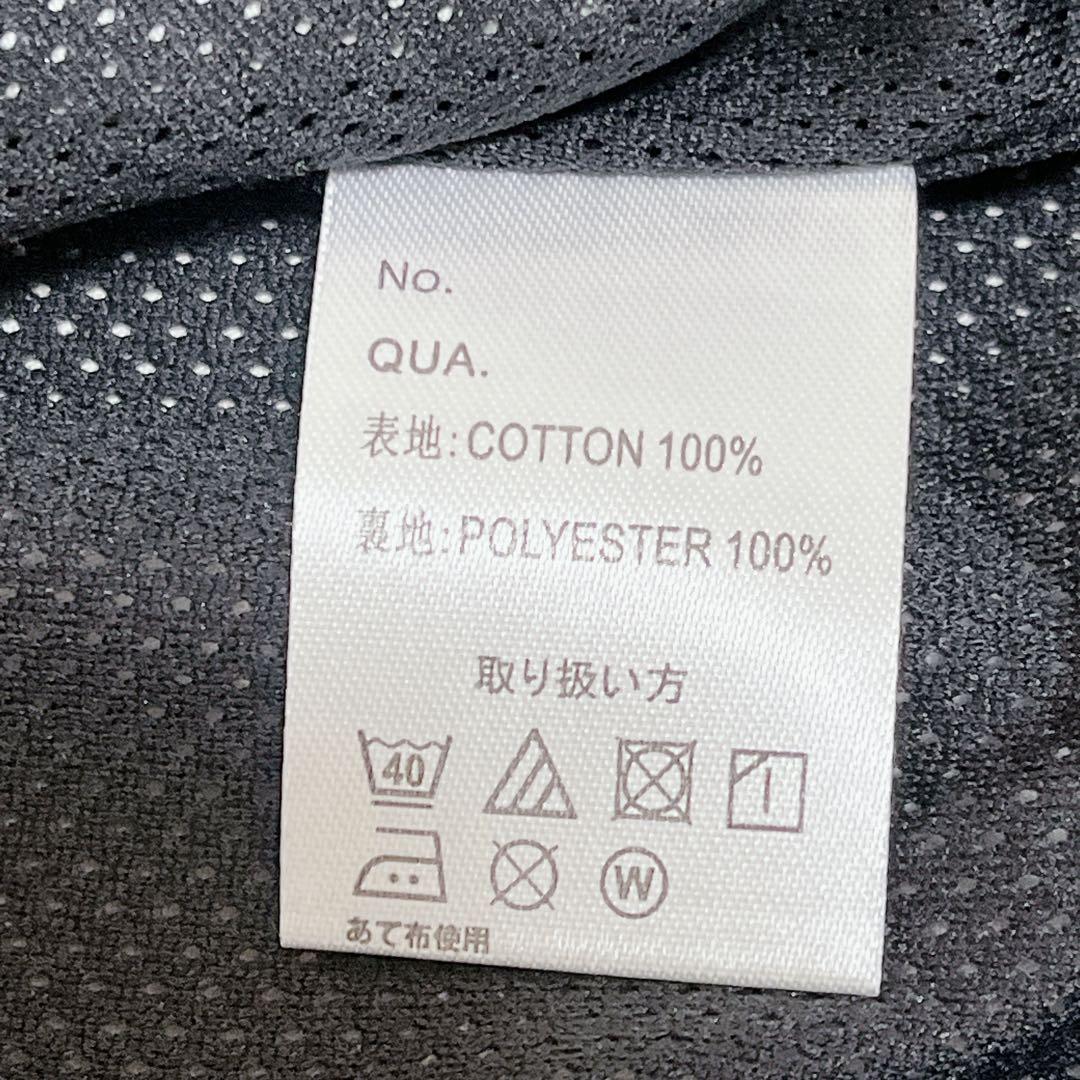 No.
QUA.
表地:COTTON 100%
裏地:POLYESTER 100%
取り扱い方
40
W
あて布使用